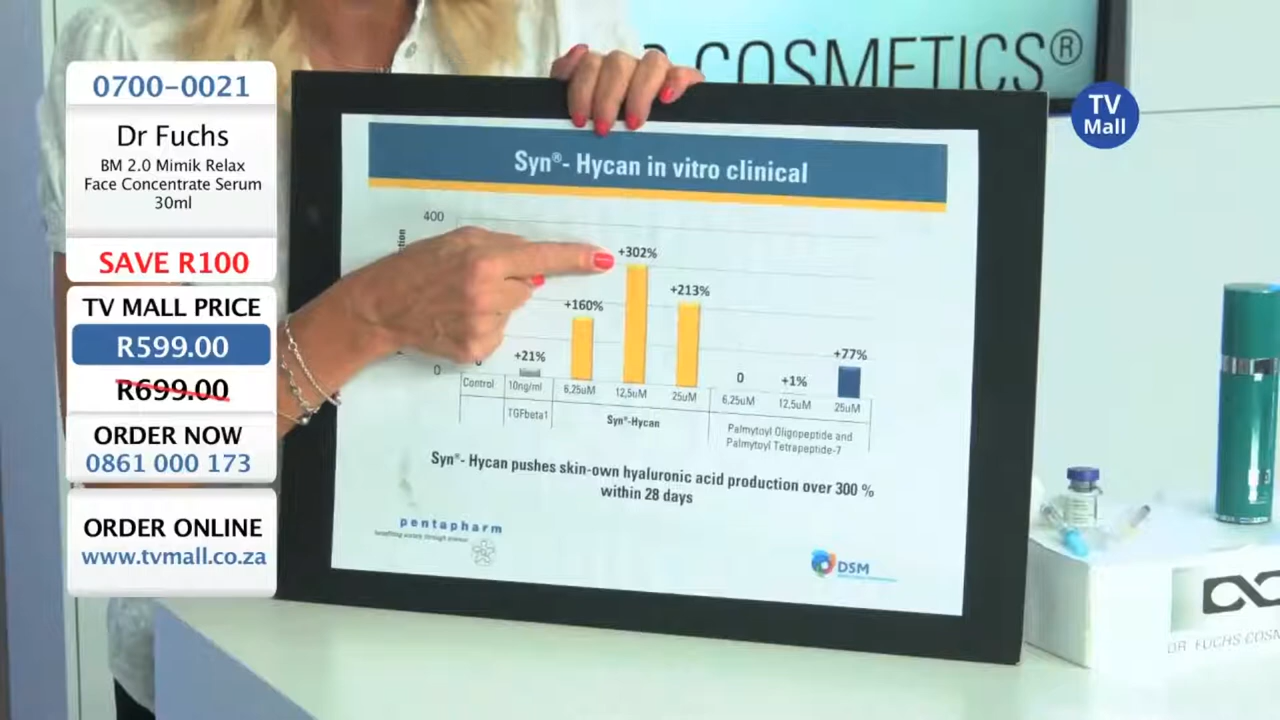 0700-0021
Dr Fuchs
BM 2.0 Mimik Relax
Face Concentrate Serum
30ml
SAVE R100
TV MALL PRICE
R599.00
R699.00
ORDER NOW
0861 000 173
ORDER ONLINE
www.tvmall.co.za
COSMETICS®
TV
Mall
Syn®- Hycan in vitro clinical
400
+302%
+213%
+160%
+77%
+21%
0
+1%
0
Control
10ng/ml
6,25uM
12,5uM
25uM
6,25uM
12,5uM
25uM
TGFbeta1
Syn®-Hycan
Palmytoyl Oligopeptide and
Palmytoyl Tetrapeptide-7
Syn®- Hycan pushes skin-own hyaluronic acid production over 300 %
within 28 days
pentapharm
DSM
DR FUCHS COSM